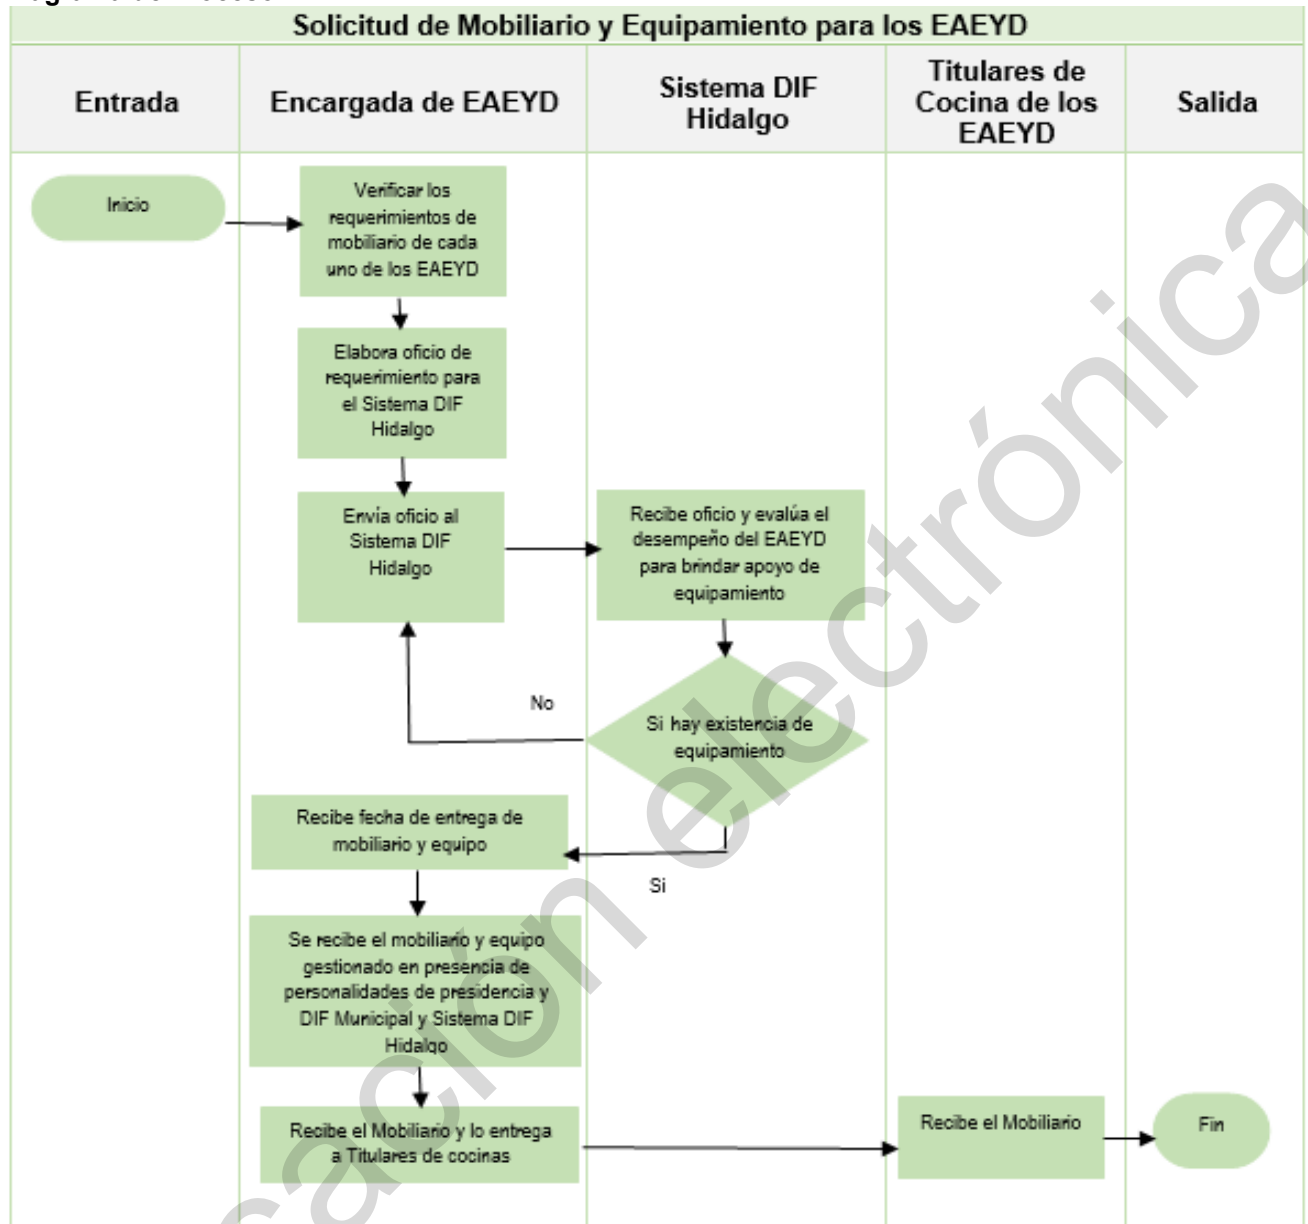 Solicitud de Mobiliario y Equipamiento para los EAEYD
Entrada
Encargada de EAEYD
Sistema DIF
Hidalgo
Titulares de
Cocina de los
EAEYD
Salida
Inicio
Verificar los
requerimientos de
mobiliario de cada
uno de los EAEYD
Elabora oficio de
requerimiento para
el Sistema DIF
Hidalgo
Envia oficio al
Sistema DIF
Hidalgo
Recibe oficio y evalúa el
desempeño del EAEYD
para brindar apoyo de
equipamiento
No
Si hay existencia de
equipamiento
Recibe fecha de entrega de
mobiliario y equipo
Si
Se recibe el mobiliario y equipo
gestionado en presencia de
personalidades de presidencia y
DIF Municipal y Sistema DIF
Hidalgo
Recibe el Mobiliario y lo entrega
a Titulares de cocinas
Recibe el Mobiliario
Fin
electrónica